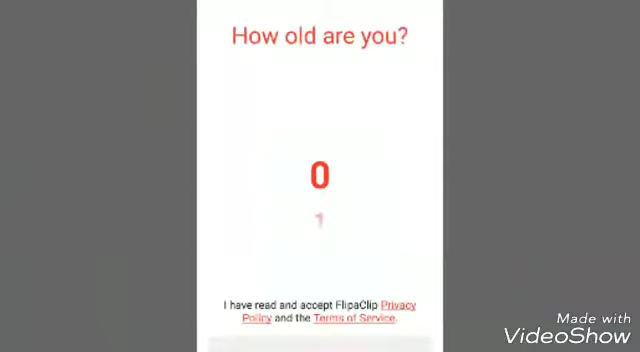 How old are you?
0
1
I have read and accept FlipaClip Privacy
Policy and the Terms of Service.
Made with
VideoShow